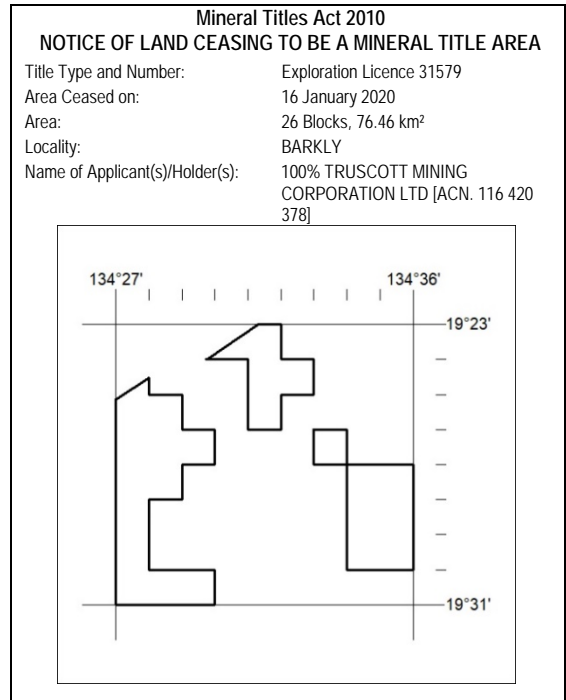 Mineral Titles Act 2010
NOTICE OF LAND CEASING TO BE A MINERAL TITLE AREA
Title Type and Number: Exploration Licence 31579
Area Ceased on: 16 January 2020
Area: 26 Blocks, 76.46 km²
Locality: BARKLY
Name of Applicant(s)/Holder(s): 100% TRUSCOTT MINING
CORPORATION LTD [ACN. 116 420
378]
134°27' 134°36'
19°23'
19°31'